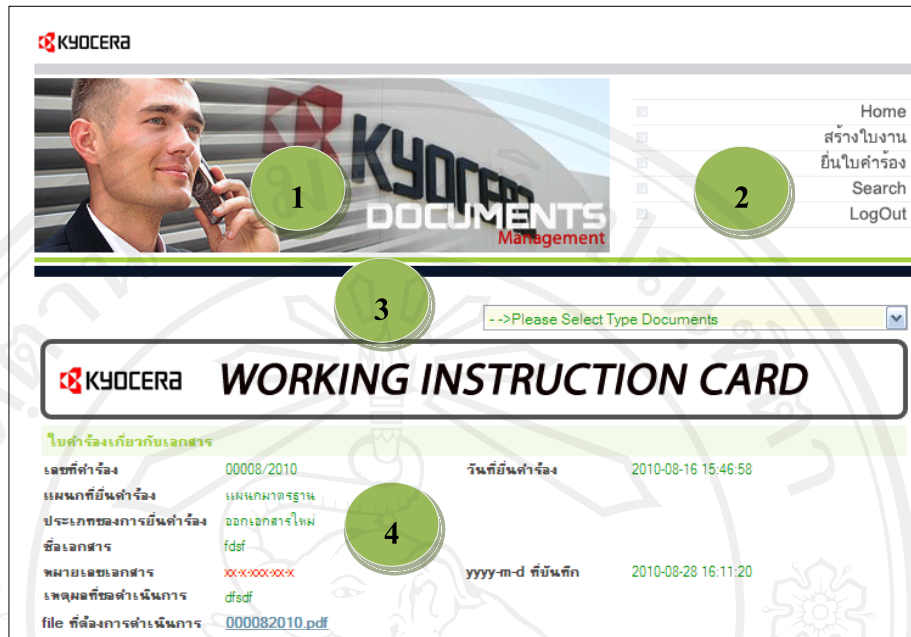 KYOCERA
KYOCERA
DOCUMENTS
Management
Home
สร้างใบงาน
ยื่นใบคำร้อง
Search
LogOut
1
2
3
- ->Please Select Type Documents
KYOCERA WORKING INSTRUCTION CARD
ใบคำร้องเกี่ยวกับเอกสาร
เลขที่คำร้อง 00008/2010 วันที่ยื่นคำร้อง 2010-08-16 15:46:58
แผนกที่ยื่นคำร้อง แผนกมาตรฐาน
ประเภทของการยื่นคำร้อง ออกเอกสารใหม่
4
ชื่อเอกสาร fdsf
หมายเลขเอกสาร xx-x-xxx-xx-x yyyy-m-d ที่บันทึก 2010-08-28 16:11:20
เหตุผลที่ขอดำเนินการ dfsdf
file ที่ต้องการดำเนินการ 000082010.pdf